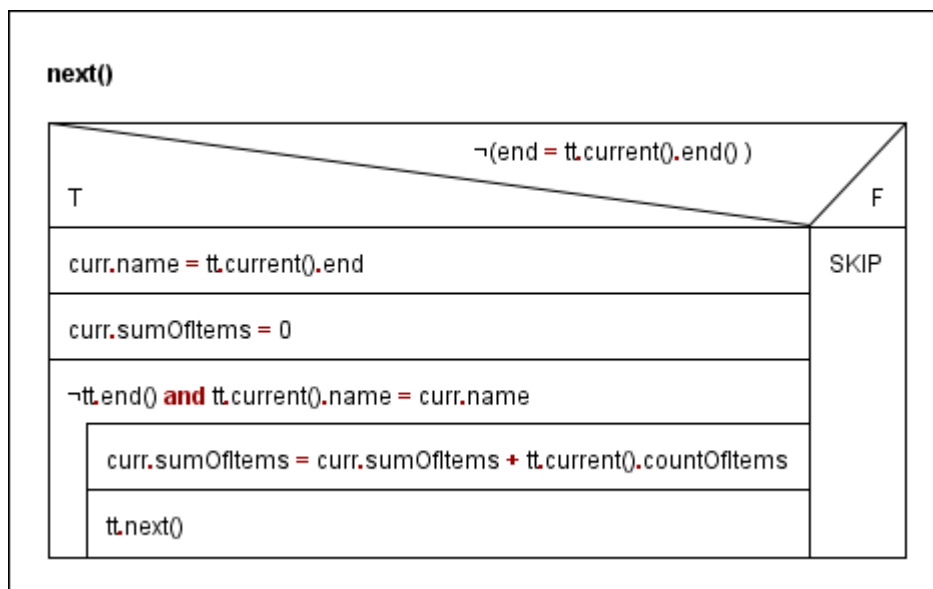 next()
¬(end = tt.current().end() )
T
F
curr.name = tt.current().end
SKIP
curr.sumOfItems = 0
¬tt.end() and tt.current().name = curr.name
curr.sumOfItems = curr.sumOfItems + tt.current().countOfItems
tt.next()